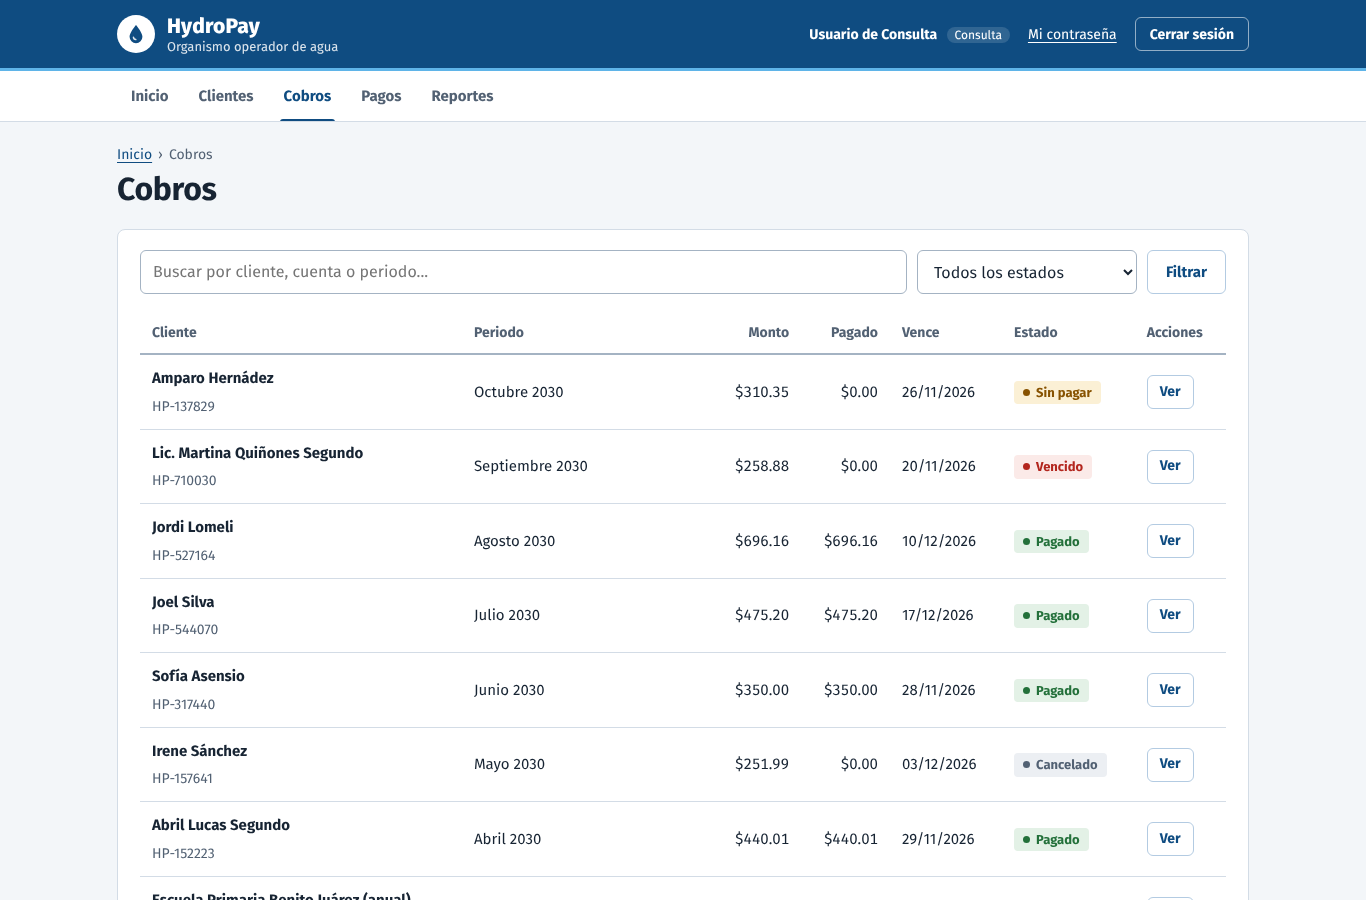 HydroPay
Organismo operador de agua
Usuario de Consulta
Consulta
Mi contraseña
Cerrar sesión
Inicio
Clientes
Cobros
Pagos
Reportes
Inicio › Cobros
Cobros
Buscar por cliente, cuenta o periodo...
Todos los estados
Filtrar
Cliente Periodo Monto Pagado Vence Estado Acciones
Amparo Hernádez
HP-137829
Octubre 2030 $310.35 $0.00 26/11/2026 Sin pagar Ver
Lic. Martina Quiñones Segundo
HP-710030
Septiembre 2030 $258.88 $0.00 20/11/2026 Vencido Ver
Jordi Lomeli
HP-527164
Agosto 2030 $696.16 $696.16 10/12/2026 Pagado Ver
Joel Silva
HP-544070
Julio 2030 $475.20 $475.20 17/12/2026 Pagado Ver
Sofía Asensio
HP-317440
Junio 2030 $350.00 $350.00 28/11/2026 Pagado Ver
Irene Sánchez
HP-157641
Mayo 2030 $251.99 $0.00 03/12/2026 Cancelado Ver
Abril Lucas Segundo
HP-152223
Abril 2030 $440.01 $440.01 29/11/2026 Pagado Ver
Escuela Primaria Benito Juárez (anual)